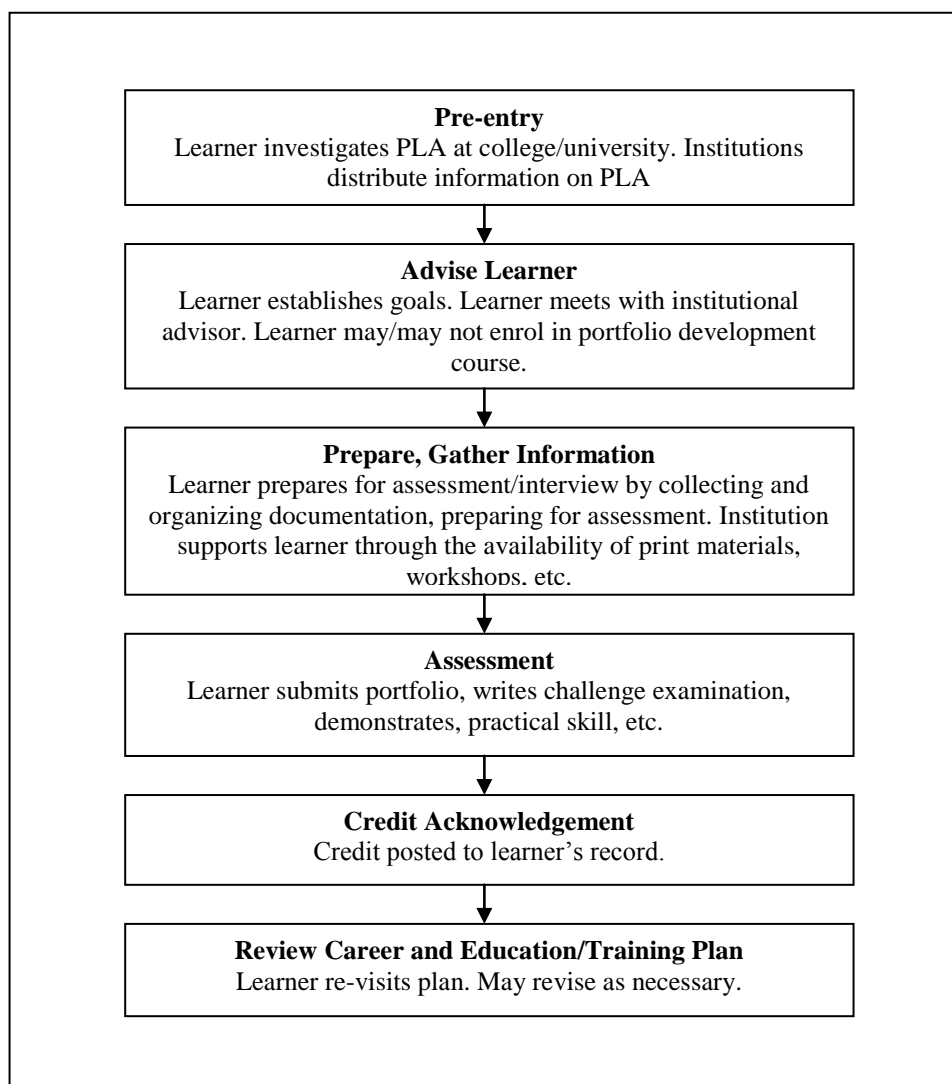 Pre-entry
Learner investigates PLA at college/university. Institutions
distribute information on PLA
Advise Learner
Learner establishes goals. Learner meets with institutional
advisor. Learner may/may not enrol in portfolio development
course.
Prepare, Gather Information
Learner prepares for assessment/interview by collecting and
organizing documentation, preparing for assessment. Institution
supports learner through the availability of print materials,
workshops, etc.
Assessment
Learner submits portfolio, writes challenge examination,
demonstrates, practical skill, etc.
Credit Acknowledgement
Credit posted to learner’s record.
Review Career and Education/Training Plan
Learner re-visits plan. May revise as necessary.